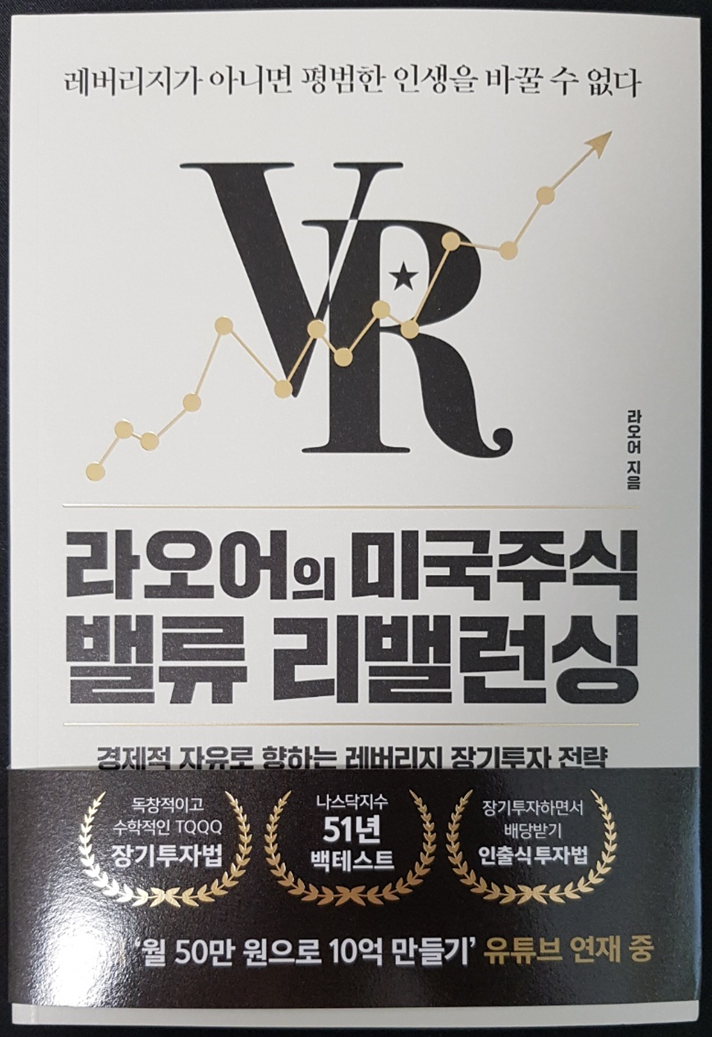 레버리지가 아니면 평범한 인생을 바꿀 수 없다
VR
라오어 지음
라오어의 미국주식
밸류 리밸런싱
경제적 자유로 향하는 레버리지 장기투자 전략
독창적이고
수학적인 TQQQ
장기투자법
나스닥지수
51년
백테스트
장기투자하면서
배당받기
인출식 투자법
‘월 50만 원으로 10억 만들기’ 유튜브 연재 중